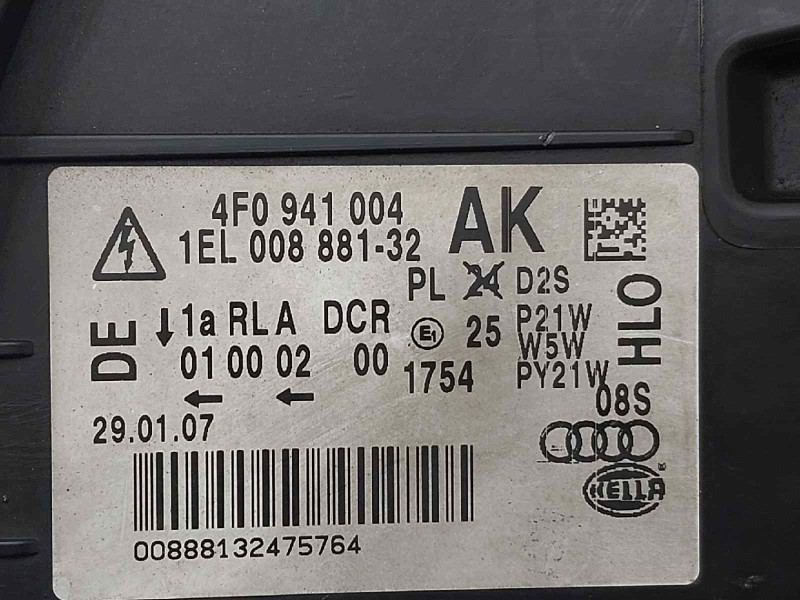 4F0 941 004 AK
1EL 008 881-32
PL 24 D2S
DE 1a RLA DCR E1 25 P21W
W5W
01 00 02 00 1754 PY21W
HLO
08S
29.01.07
00888132475764
HELLA